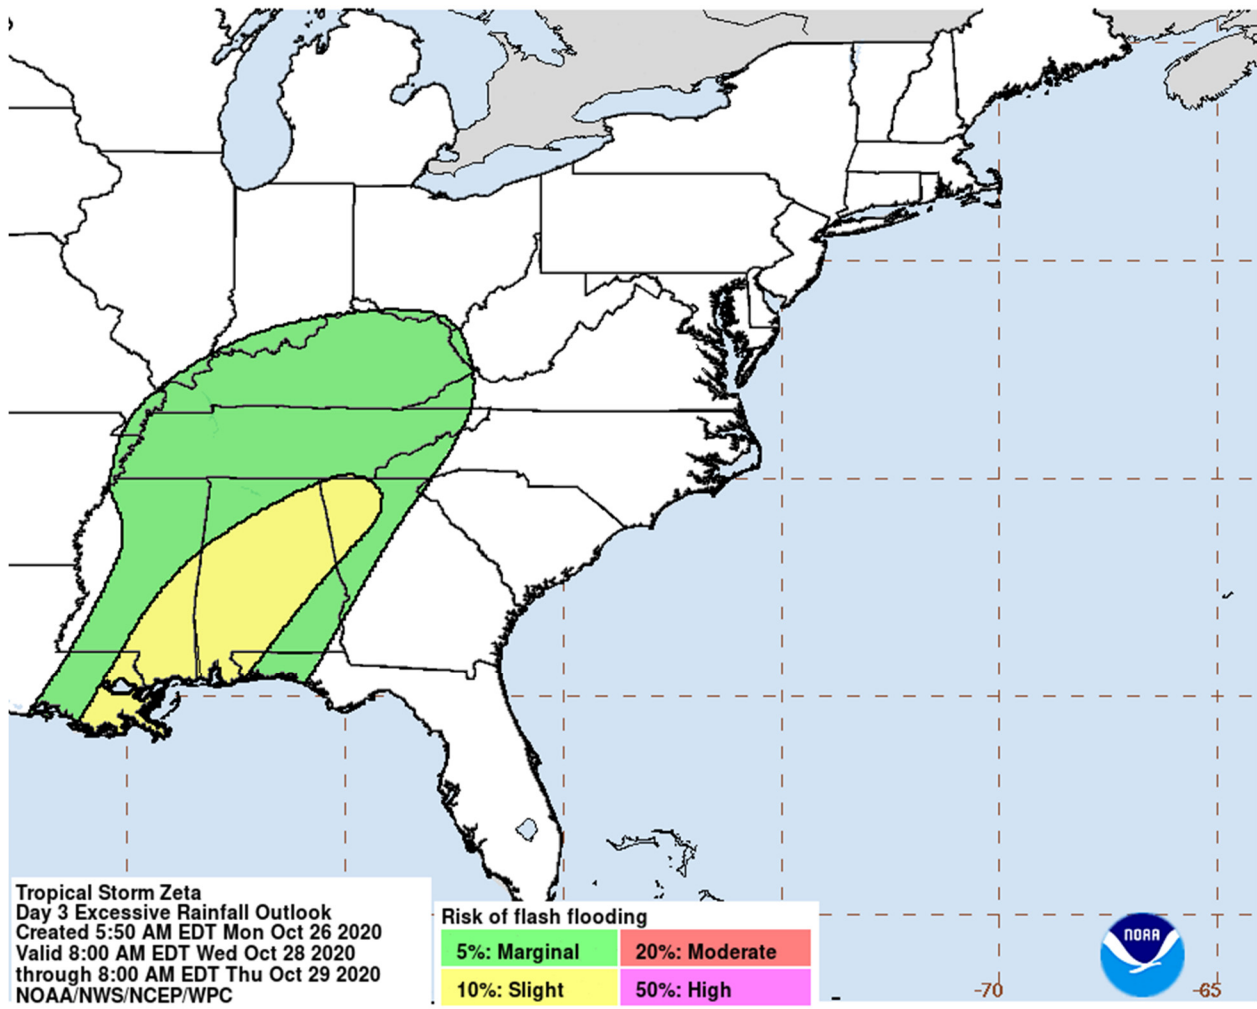 Tropical Storm Zeta
Day 3 Excessive Rainfall Outlook
Created 5:50 AM EDT Mon Oct 26 2020
Valid 8:00 AM EDT Wed Oct 28 2020
through 8:00 AM EDT Thu Oct 29 2020
NOAA/NWS/NCEP/WPC
Risk of flash flooding
5%: Marginal
20%: Moderate
10%: Slight
50%: High
NOAA
-70
-65